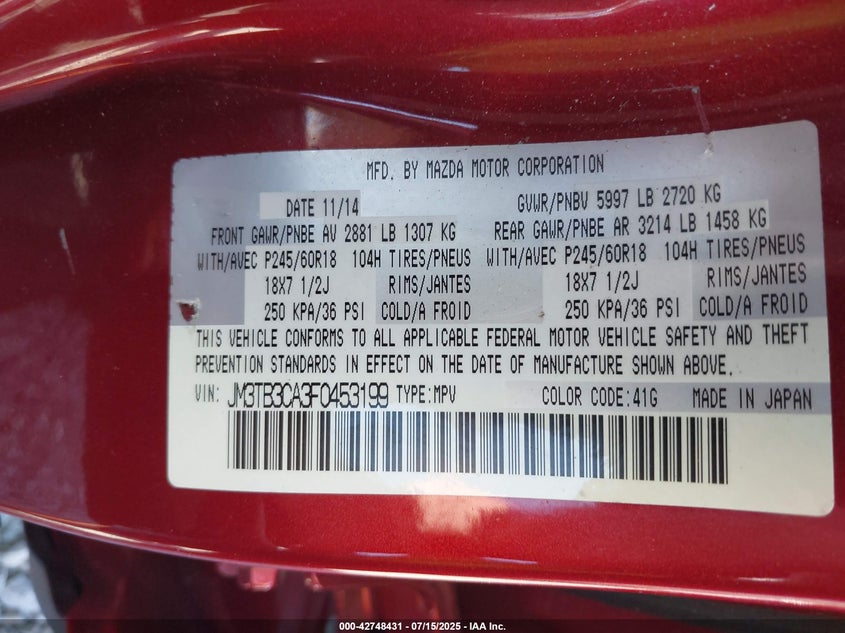 MFD. BY MAZDA MOTOR CORPORATION
DATE 11/14 GVWR/PNBV 5997 LB 2720 KG
FRONT GAWR/PNBE AV 2881 LB 1307 KG REAR GAWR/PNBE AR 3214 LB 1458 KG
WITH/AVEC P245/60R18 104H TIRES/PNEUS WITH/AVEC P245/60R18 104H TIRES/PNEUS
18X7 1/2J RIMS/JANTES 18X7 1/2J RIMS/JANTES
250 KPA/36 PSI COLD/A FROID 250 KPA/36 PSI COLD/A FROID
THIS VEHICLE CONFORMS TO ALL APPLICABLE FEDERAL MOTOR VEHICLE SAFETY AND THEFT
PREVENTION STANDARDS IN EFFECT ON THE DATE OF MANUFACTURE SHOWN ABOVE.
VIN: JM3TB3CA3F0453199 TYPE:MPV COLOR CODE:41G MADE IN JAPAN
000-42748431 - 07/15/2025 - IAA Inc.